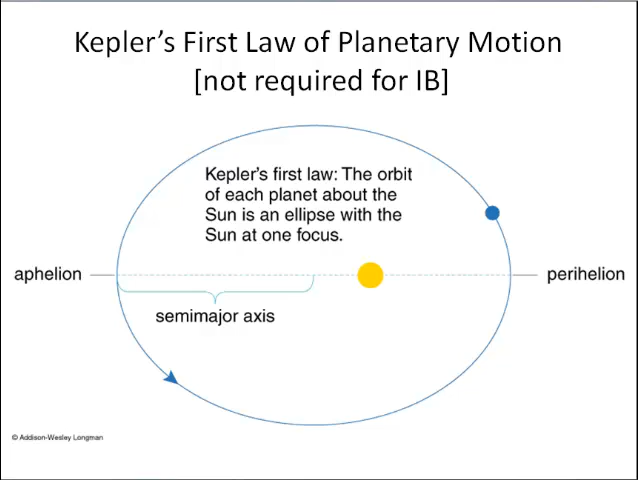 Kepler's First Law of Planetary Motion
[not required for IB]
Kepler's first law: The orbit
of each planet about the
Sun is an ellipse with the
Sun at one focus.
aphelion
perihelion
semimajor axis
© Addison-Wesley Longman